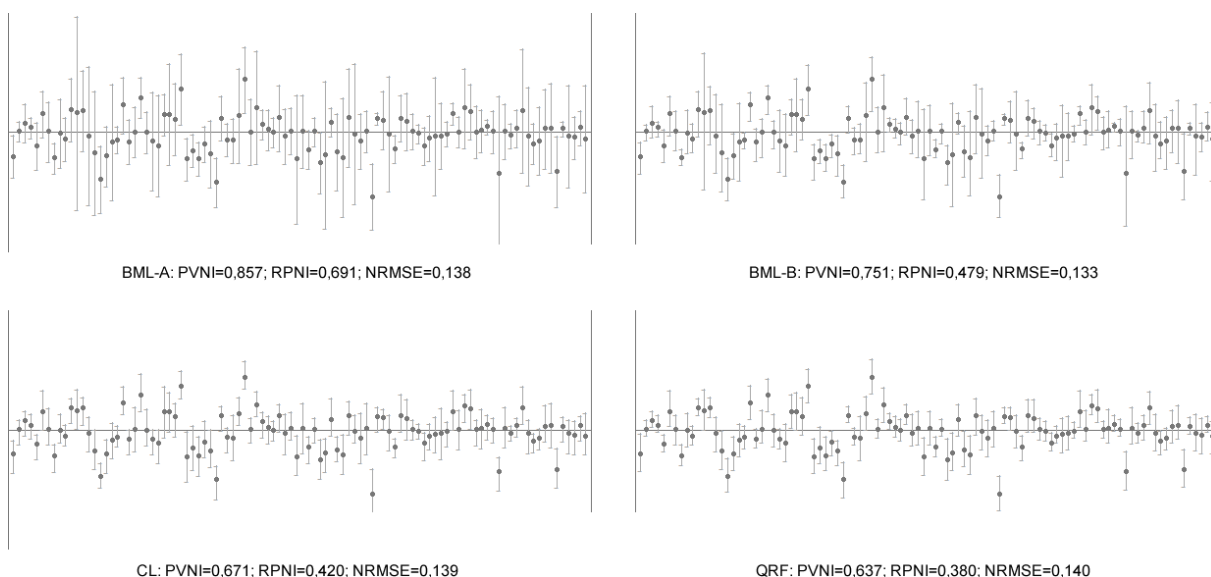 BML-A: PVNI=0,857; RPNI=0,691; NRMSE=0,138
BML-B: PVNI=0,751; RPNI=0,479; NRMSE=0,133
CL: PVNI=0,671; RPNI=0,420; NRMSE=0,139
QRF: PVNI=0,637; RPNI=0,380; NRMSE=0,140